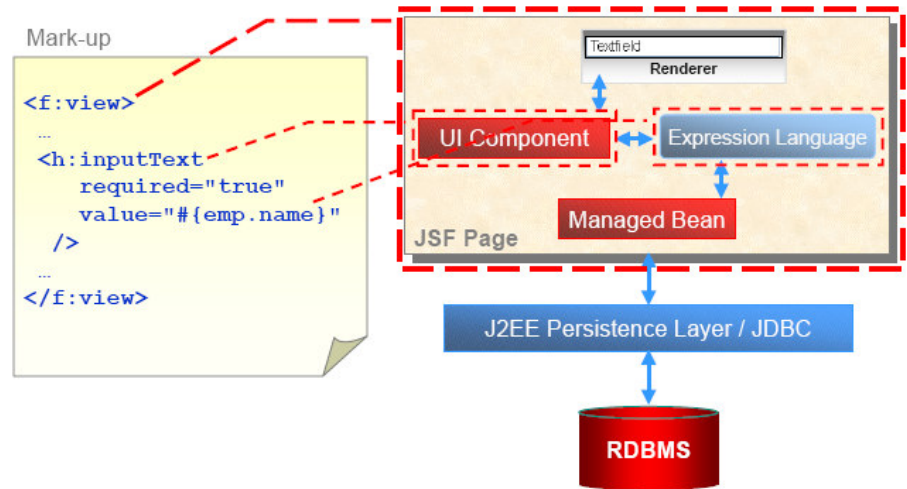 Mark-up
<f:view>
...
<h:inputText
required="true"
value="#{emp.name}"
/>
...
</f:view>
Textfield
Renderer
UI Component
Expression Language
Managed Bean
JSF Page
J2EE Persistence Layer / JDBC
RDBMS